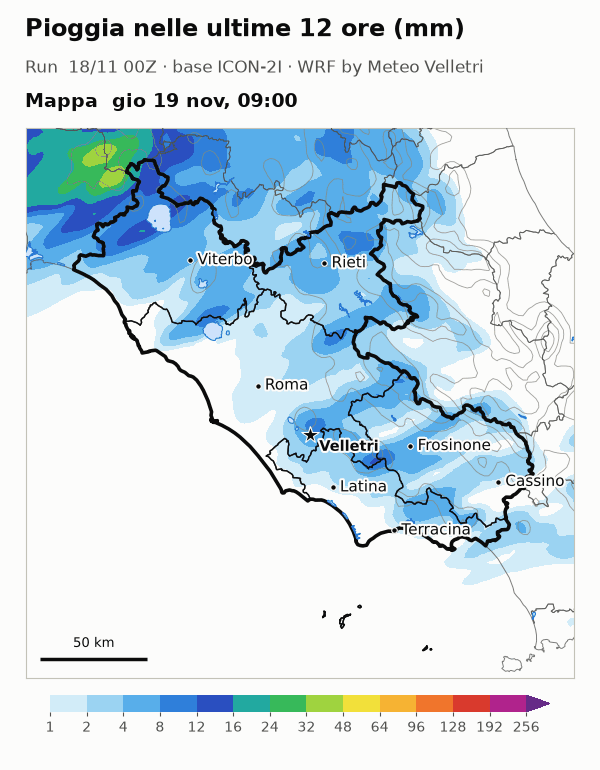 Pioggia nelle ultime 12 ore (mm)
Run  18/11 00Z · base ICON-2I · WRF by Meteo Velletri
Mappa  gio 19 nov, 09:00
Viterbo
Rieti
Roma
Velletri
Frosinone
Latina
Cassino
Terracina
50 km
1 2 4 8 12 16 24 32 48 64 96 128 192 256